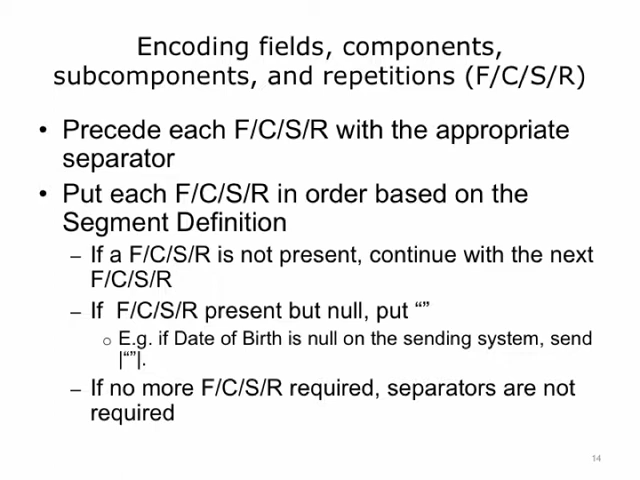 Encoding fields, components,
subcomponents, and repetitions (F/C/S/R)
• Precede each F/C/S/R with the appropriate
separator
• Put each F/C/S/R in order based on the
Segment Definition
– If a F/C/S/R is not present, continue with the next
F/C/S/R
– If F/C/S/R present but null, put “”
o E.g. if Date of Birth is null on the sending system, send
|“”|.
– If no more F/C/S/R required, separators are not
required
14